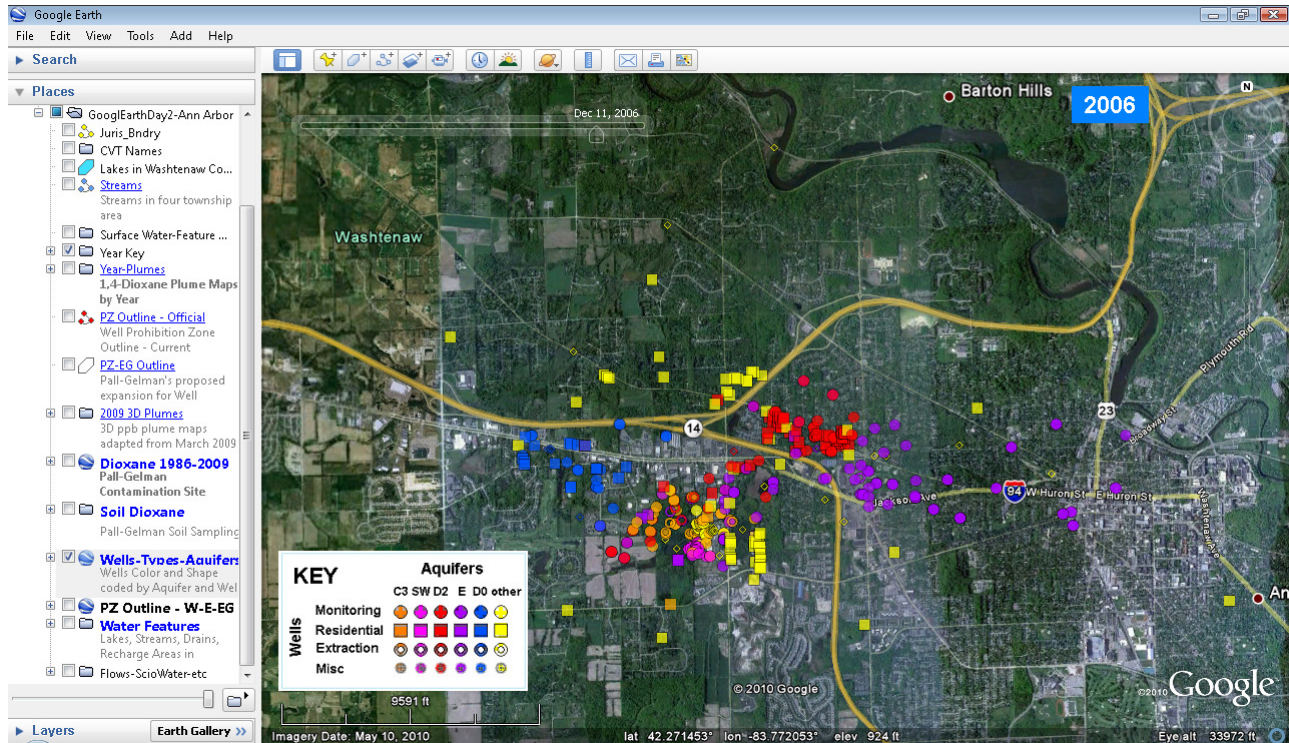 Google Earth
File Edit View Tools Add Help
Search
Places
GooglEarthDay2-Ann Arbor
Juris_Bndry
CVT Names
Lakes in Washtenaw Co...
Streams
Streams in four township
area
Surface Water-Feature ...
Year Key
Year-Plumes
1,4-Dioxane Plume Maps
by Year
PZ Outline - Official
Well Prohibition Zone
Outline - Current
PZ-EG Outline
Pall-Gelman's proposed
expansion for Well
2009 3D Plumes
3D ppb plume maps
adapted from March 2009
Dioxane 1986-2009
Pall-Gelman
Contamination Site
Soil Dioxane
Pall-Gelman Soil Sampling
Wells-Types-Aquifers
Wells Color and Shape
coded by Aquifer and Wel
PZ Outline - W-E-EG
Water Features
Lakes, Streams, Drains,
Recharge Areas in
Flows-ScioWater-etc
Layers
Earth Gallery >>
Dec 11, 2006
Barton Hills
2006
N
Washtenaw
Plymouth Rd
14
23
Broadway St
Jackson Ave
94
W Huron St
E Huron St
Washtenaw Ave
An
KEY
Aquifers
C3 SW D2 E D0 other
Wells
Monitoring
Residential
Extraction
Misc
9591 ft
© 2010 Google
©2010 Google
Imagery Date: May 10, 2010
lat 42.271453° lon -83.772053° elev 924 ft
Eye alt 33972 ft